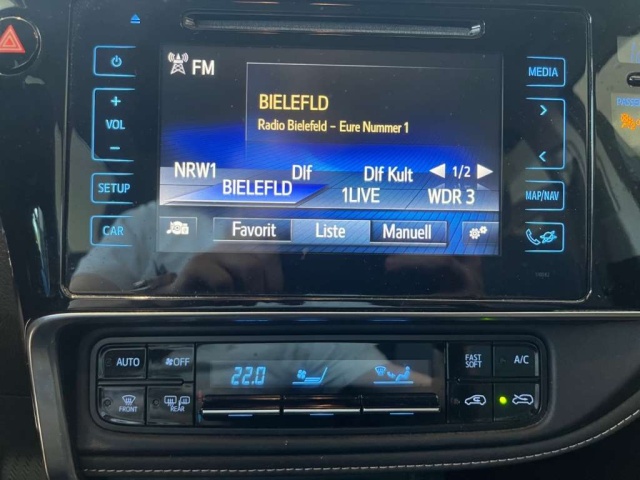 FM
MEDIA
BIELEFLD
Radio Bielefeld – Eure Nummer 1
+
VOL
–
NRW1
Dlf
Dlf Kult
1/2
SETUP
BIELEFLD
1LIVE
WDR 3
MAP/NAV
CAR
Favorit
Liste
Manuell
AUTO
OFF
22.0
FAST
SOFT
A/C
FRONT
REAR